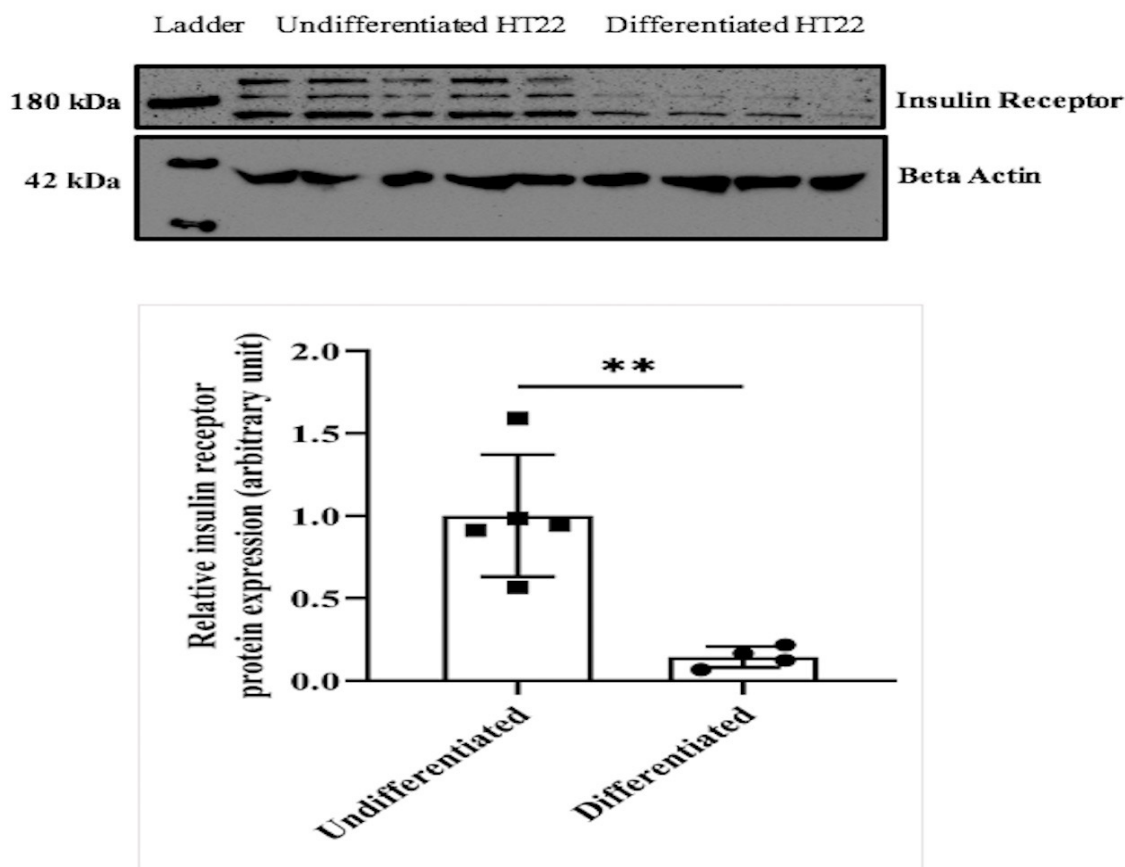 Ladder Undifferentiated HT22 Differentiated HT22
180 kDa Insulin Receptor
42 kDa Beta Actin
Relative insulin receptor
protein expression (arbitrary unit)
2.0
**
1.5
1.0
0.5
0.0
Undifferentiated
Differentiated